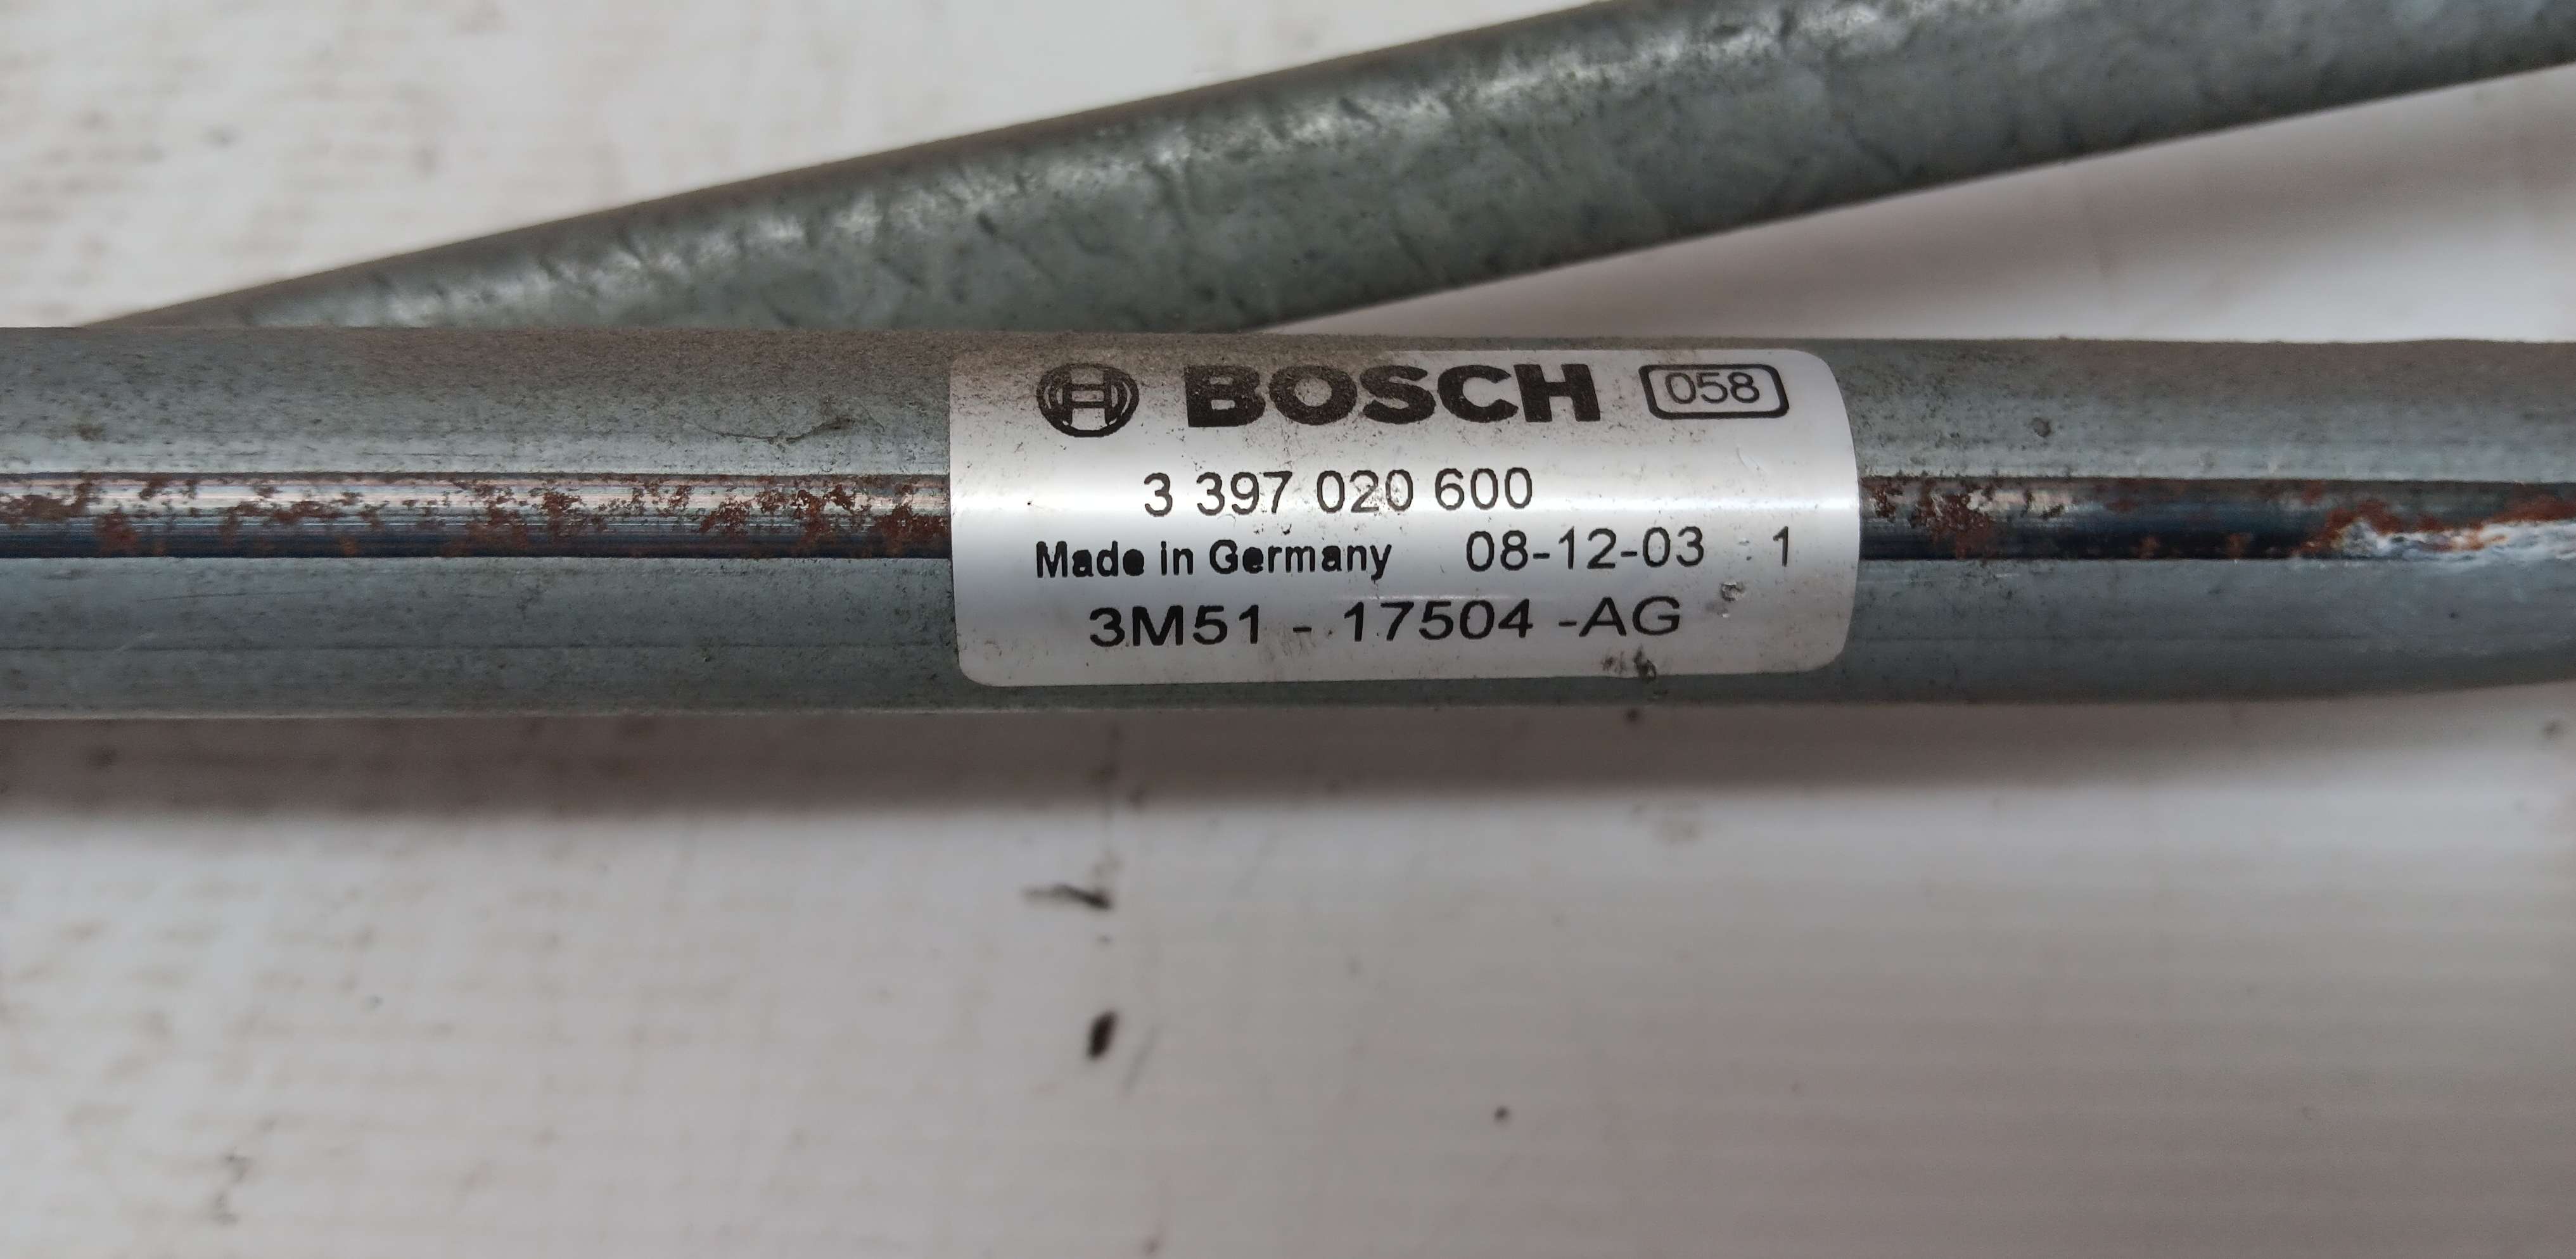 BOSCH 058
3 397 020 600
Made in Germany 08-12-03 1
3M51 - 17504 -AG